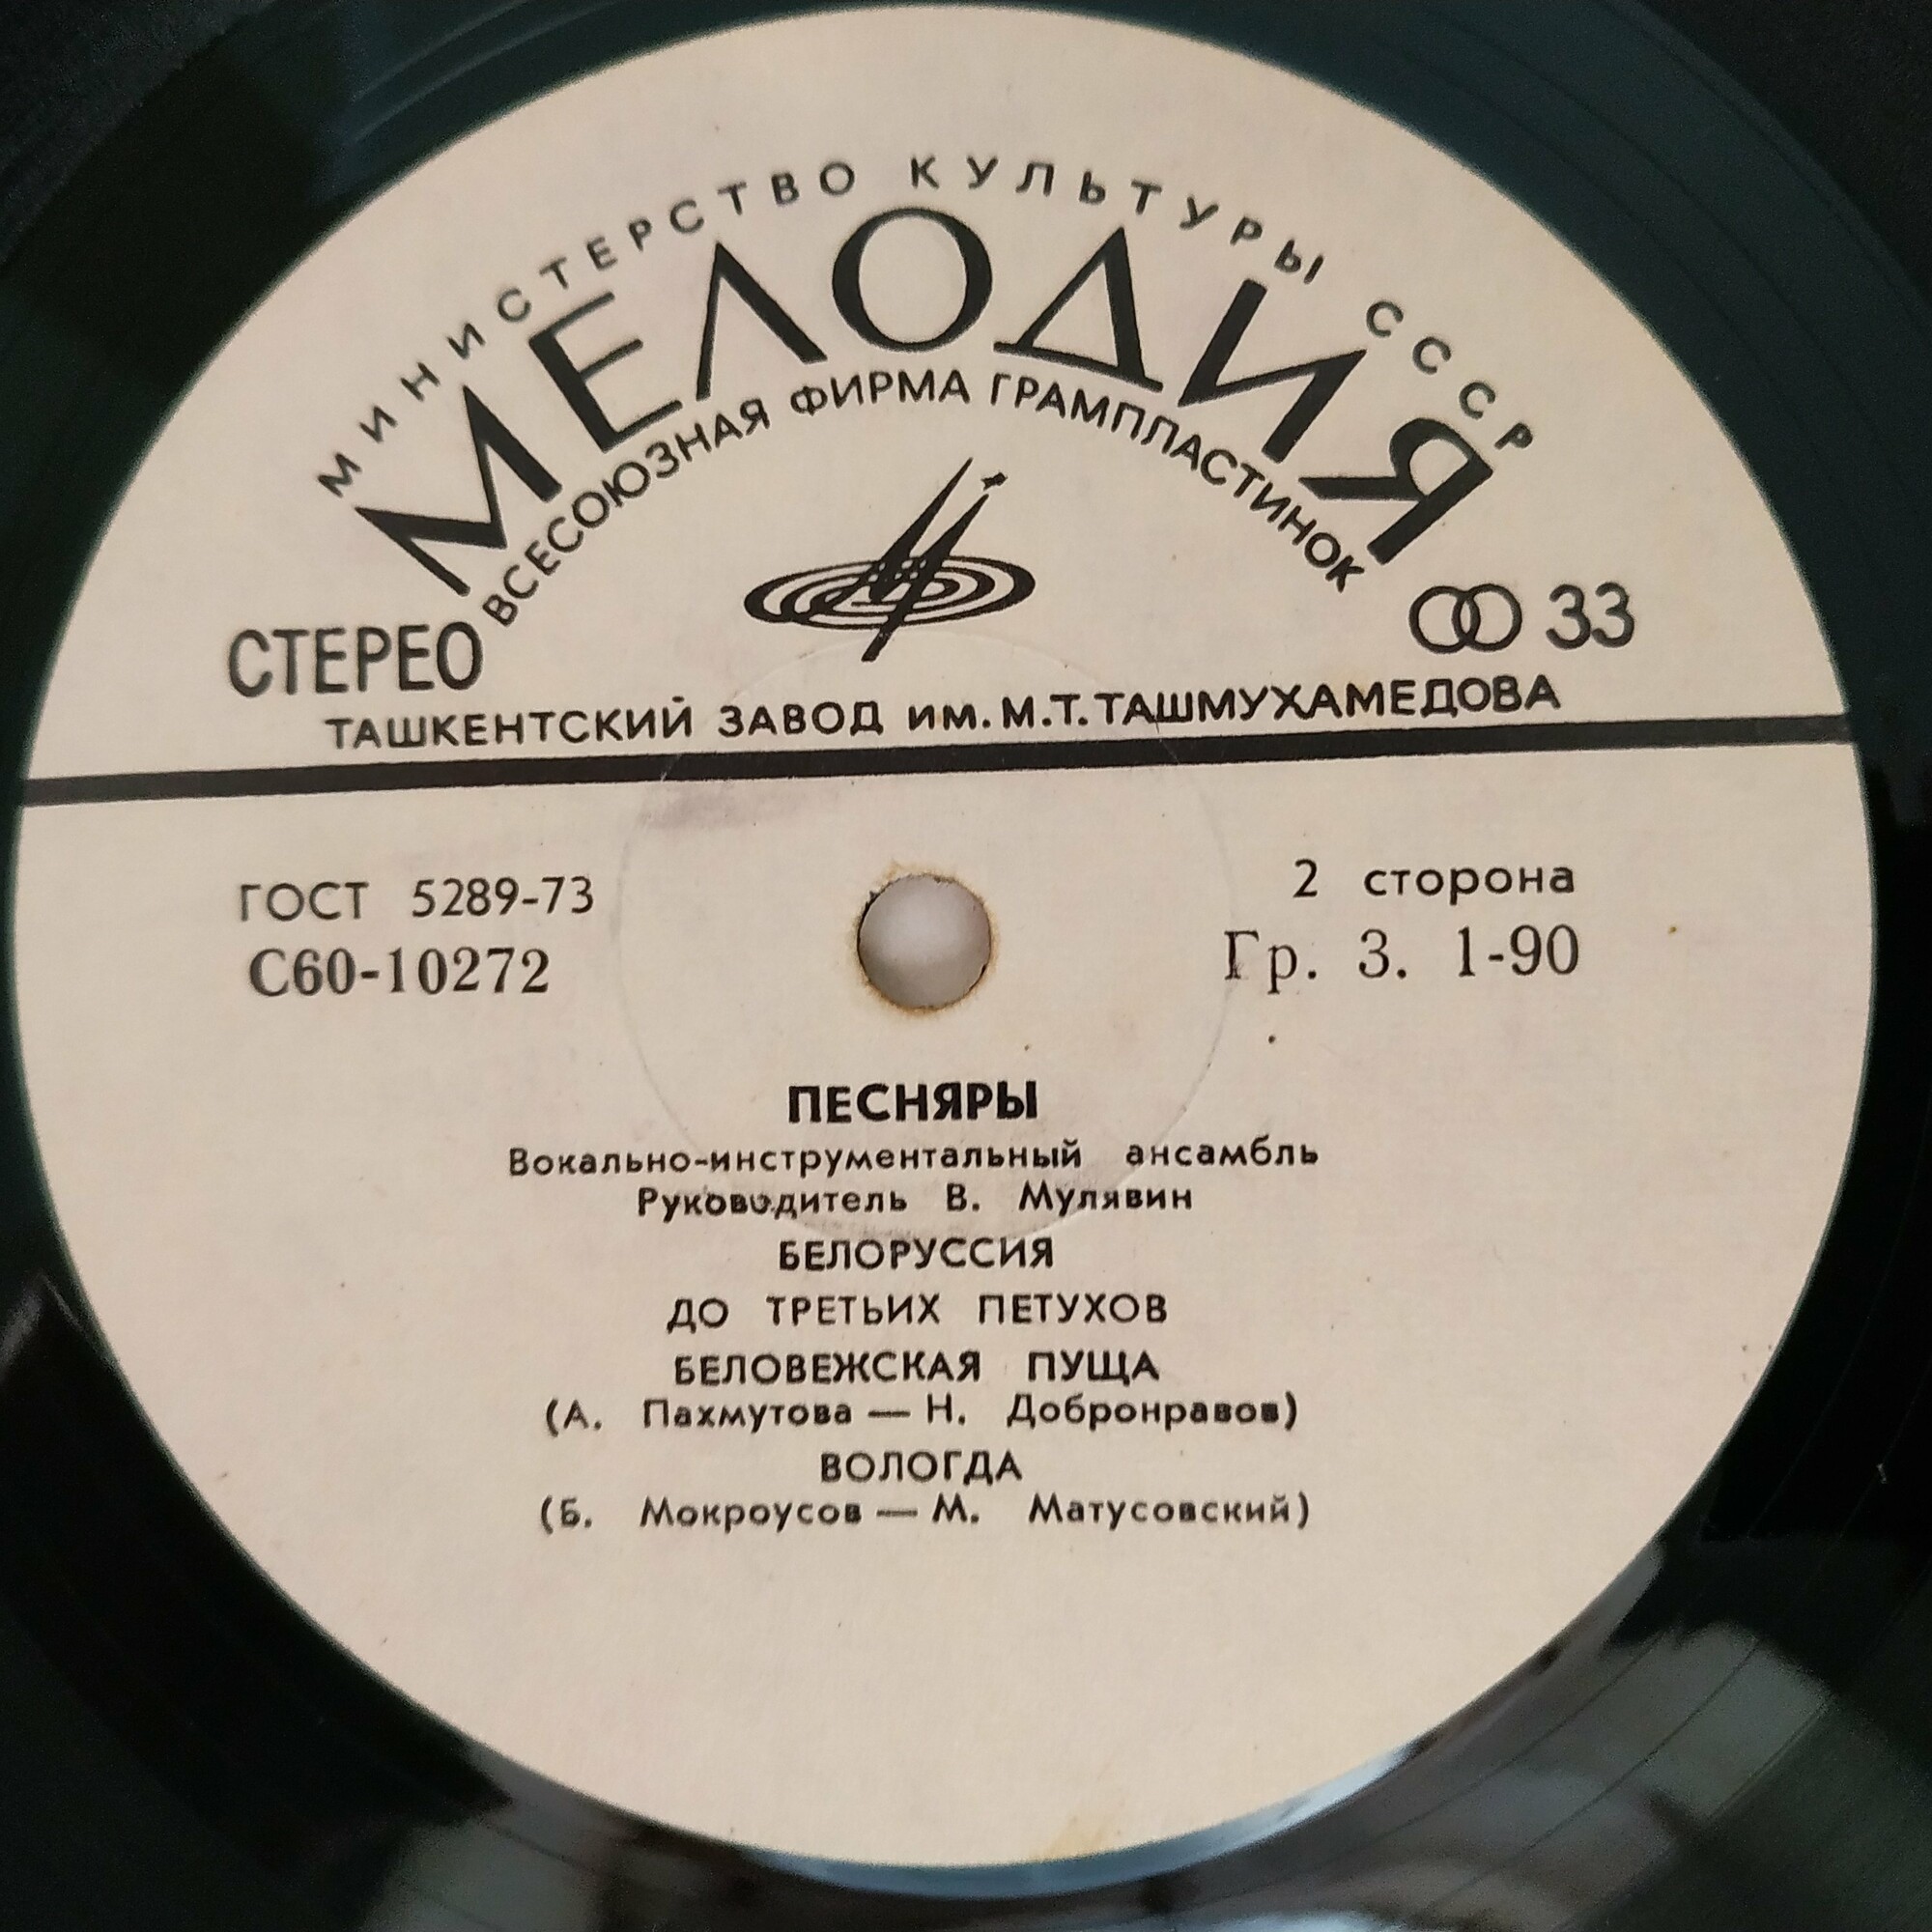 МИНИСТЕРСТВО КУЛЬТУРЫ СССР
МЕЛОДИЯ
ВСЕСОЮЗНАЯ ФИРМА ГРАМПЛАСТИНОК
СТЕРЕО
33
ТАШКЕНТСКИЙ ЗАВОД ИМ. М.Т. ТАШМУХАМЕДОВА
ГОСТ 5289-73
С60-10272
2 сторона
Гр. 3. 1-90
ПЕСНЯРЫ
Вокально-инструментальный ансамбль
Руководитель В. Мулявин
БЕЛОРУССИЯ
ДО ТРЕТЬИХ ПЕТУХОВ
БЕЛОВЕЖСКАЯ ПУЩА
(А. Пахмутова — Н. Добронравов)
ВОЛОГДА
(Б. Мокроусов — М. Матусовский)